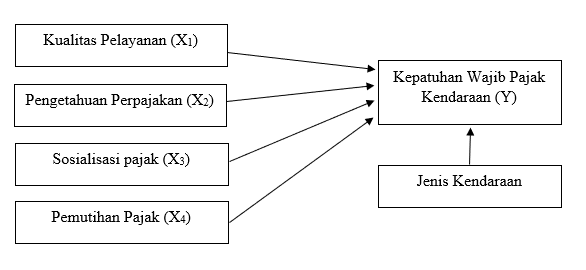 Kualitas Pelayanan (X1)
Pengetahuan Perpajakan (X2)
Sosialisasi pajak (X3)
Pemutihan Pajak (X4)
Kepatuhan Wajib Pajak
Kendaraan (Y)
Jenis Kendaraan